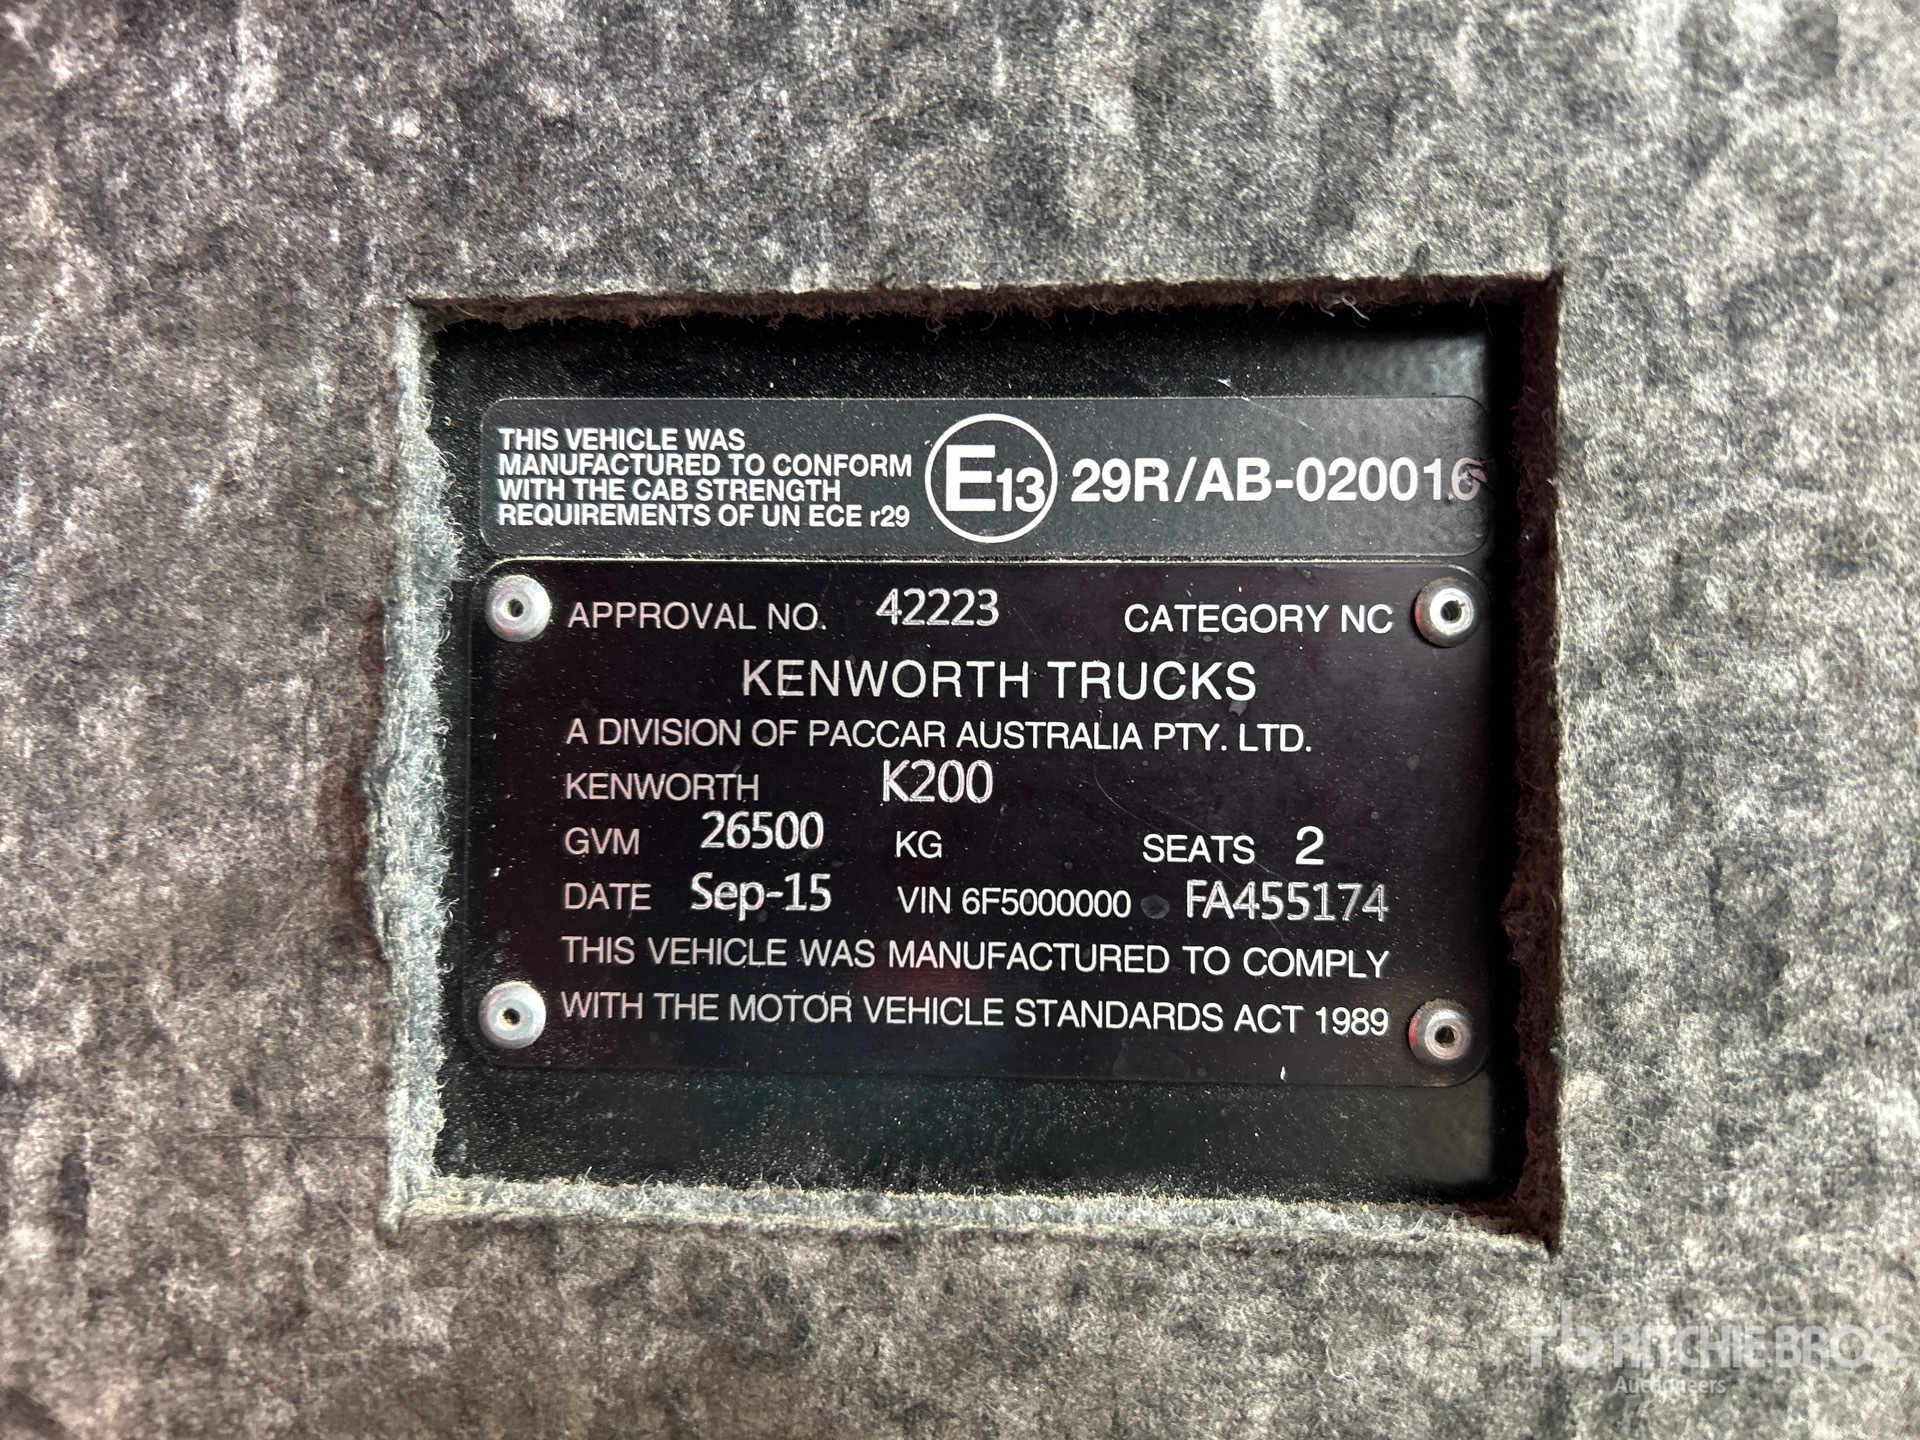 THIS VEHICLE WAS
MANUFACTURED TO CONFORM
WITH THE CAB STRENGTH
REQUIREMENTS OF UN ECE r29
E13 29R/AB-020016
APPROVAL NO. 42223 CATEGORY NC
KENWORTH TRUCKS
A DIVISION OF PACCAR AUSTRALIA PTY. LTD.
KENWORTH K200
GVM 26500 KG SEATS 2
DATE Sep-15 VIN 6F5000000 FA455174
THIS VEHICLE WAS MANUFACTURED TO COMPLY
WITH THE MOTOR VEHICLE STANDARDS ACT 1989
rb RITCHIE BROS.
Auctioneers